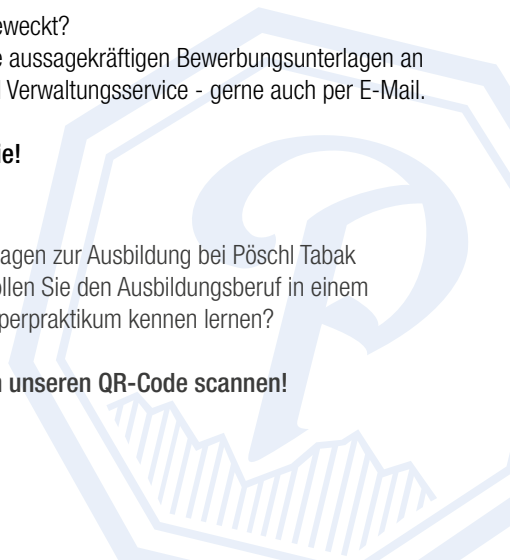 eweckt?
e aussagekräftigen Bewerbungsunterlagen an
Verwaltungsservice - gerne auch per E-Mail.
ie!
agen zur Ausbildung bei Pöschl Tabak
ollen Sie den Ausbildungsberuf in einem
perpraktikum kennen lernen?
unseren QR-Code scannen!